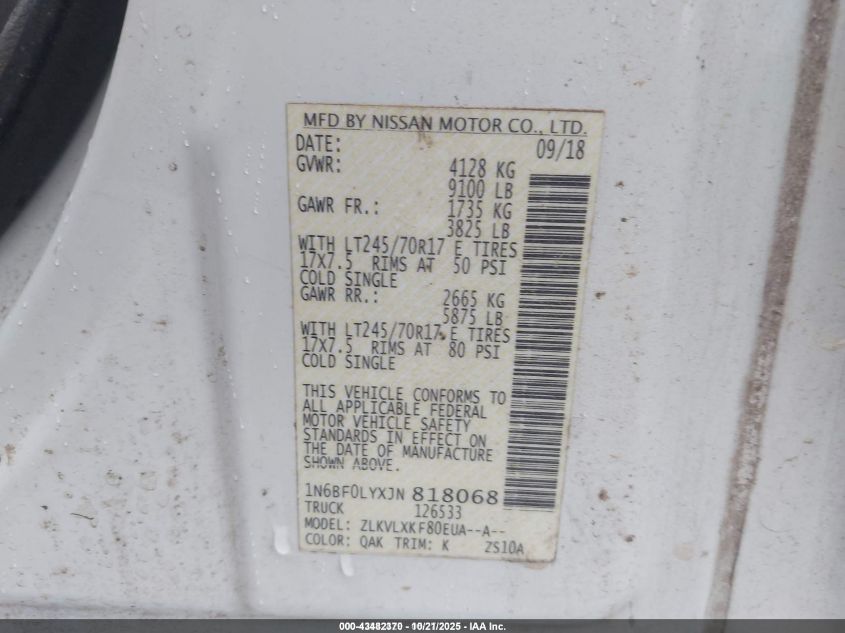 MFD BY NISSAN MOTOR CO., LTD.
DATE: 09/18
GVWR: 4128 KG
9100 LB
GAWR FR.: 1735 KG
3825 LB
WITH LT245/70R17 E TIRES
17X7.5 RIMS AT 50 PSI
COLD SINGLE
GAWR RR.: 2665 KG
5875 LB
WITH LT245/70R17 E TIRES
17X7.5 RIMS AT 80 PSI
COLD SINGLE
THIS VEHICLE CONFORMS TO
ALL APPLICABLE FEDERAL
MOTOR VEHICLE SAFETY
STANDARDS IN EFFECT ON
THE DATE OF MANUFACTURE
SHOWN ABOVE.
1N6BF0LYXJN818068
TRUCK 126533
MODEL: ZLKVLXKF80EUA--A--
COLOR: QAK TRIM: K ZS10A
000-43482370 - 10/21/2025 - IAA Inc.